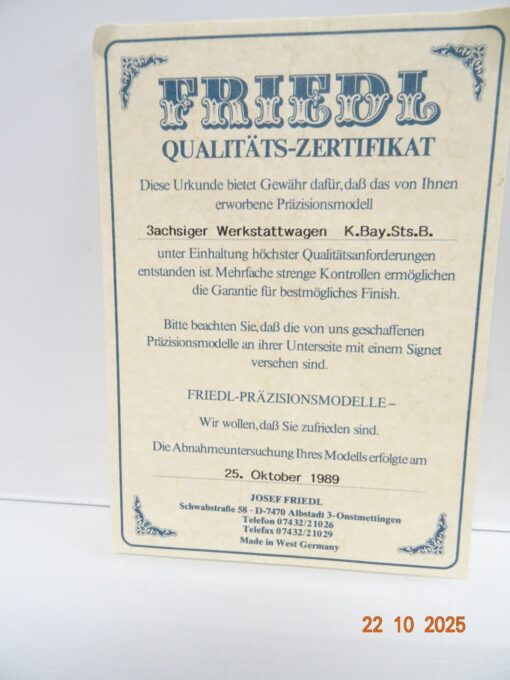 FRIEDL
QUALITÄTS-ZERTIFIKAT
Diese Urkunde bietet Gewähr dafür, daß das von Ihnen
erworbene Präzisionsmodell
3achsiger Werkstattwagen K.Bay.Sts.B.
unter Einhaltung höchster Qualitätsanforderungen
entstanden ist. Mehrfache strenge Kontrollen ermöglichen
die Garantie für bestmögliches Finish.
Bitte beachten Sie, daß die von uns geschaffenen
Präzisionsmodelle an ihrer Unterseite mit einem Signet
versehen sind.
FRIEDL-PRÄZISIONSMODELLE –
Wir wollen, daß Sie zufrieden sind.
Die Abnahmeuntersuchung Ihres Modells erfolgte am
25. Oktober 1989
JOSEF FRIEDL
Schwabstraße 58 · D-7470 Albstadt 3-Onstmettingen
Telefon 07432/21026
Telefax 07432/21029
Made in West Germany
22 10 2025